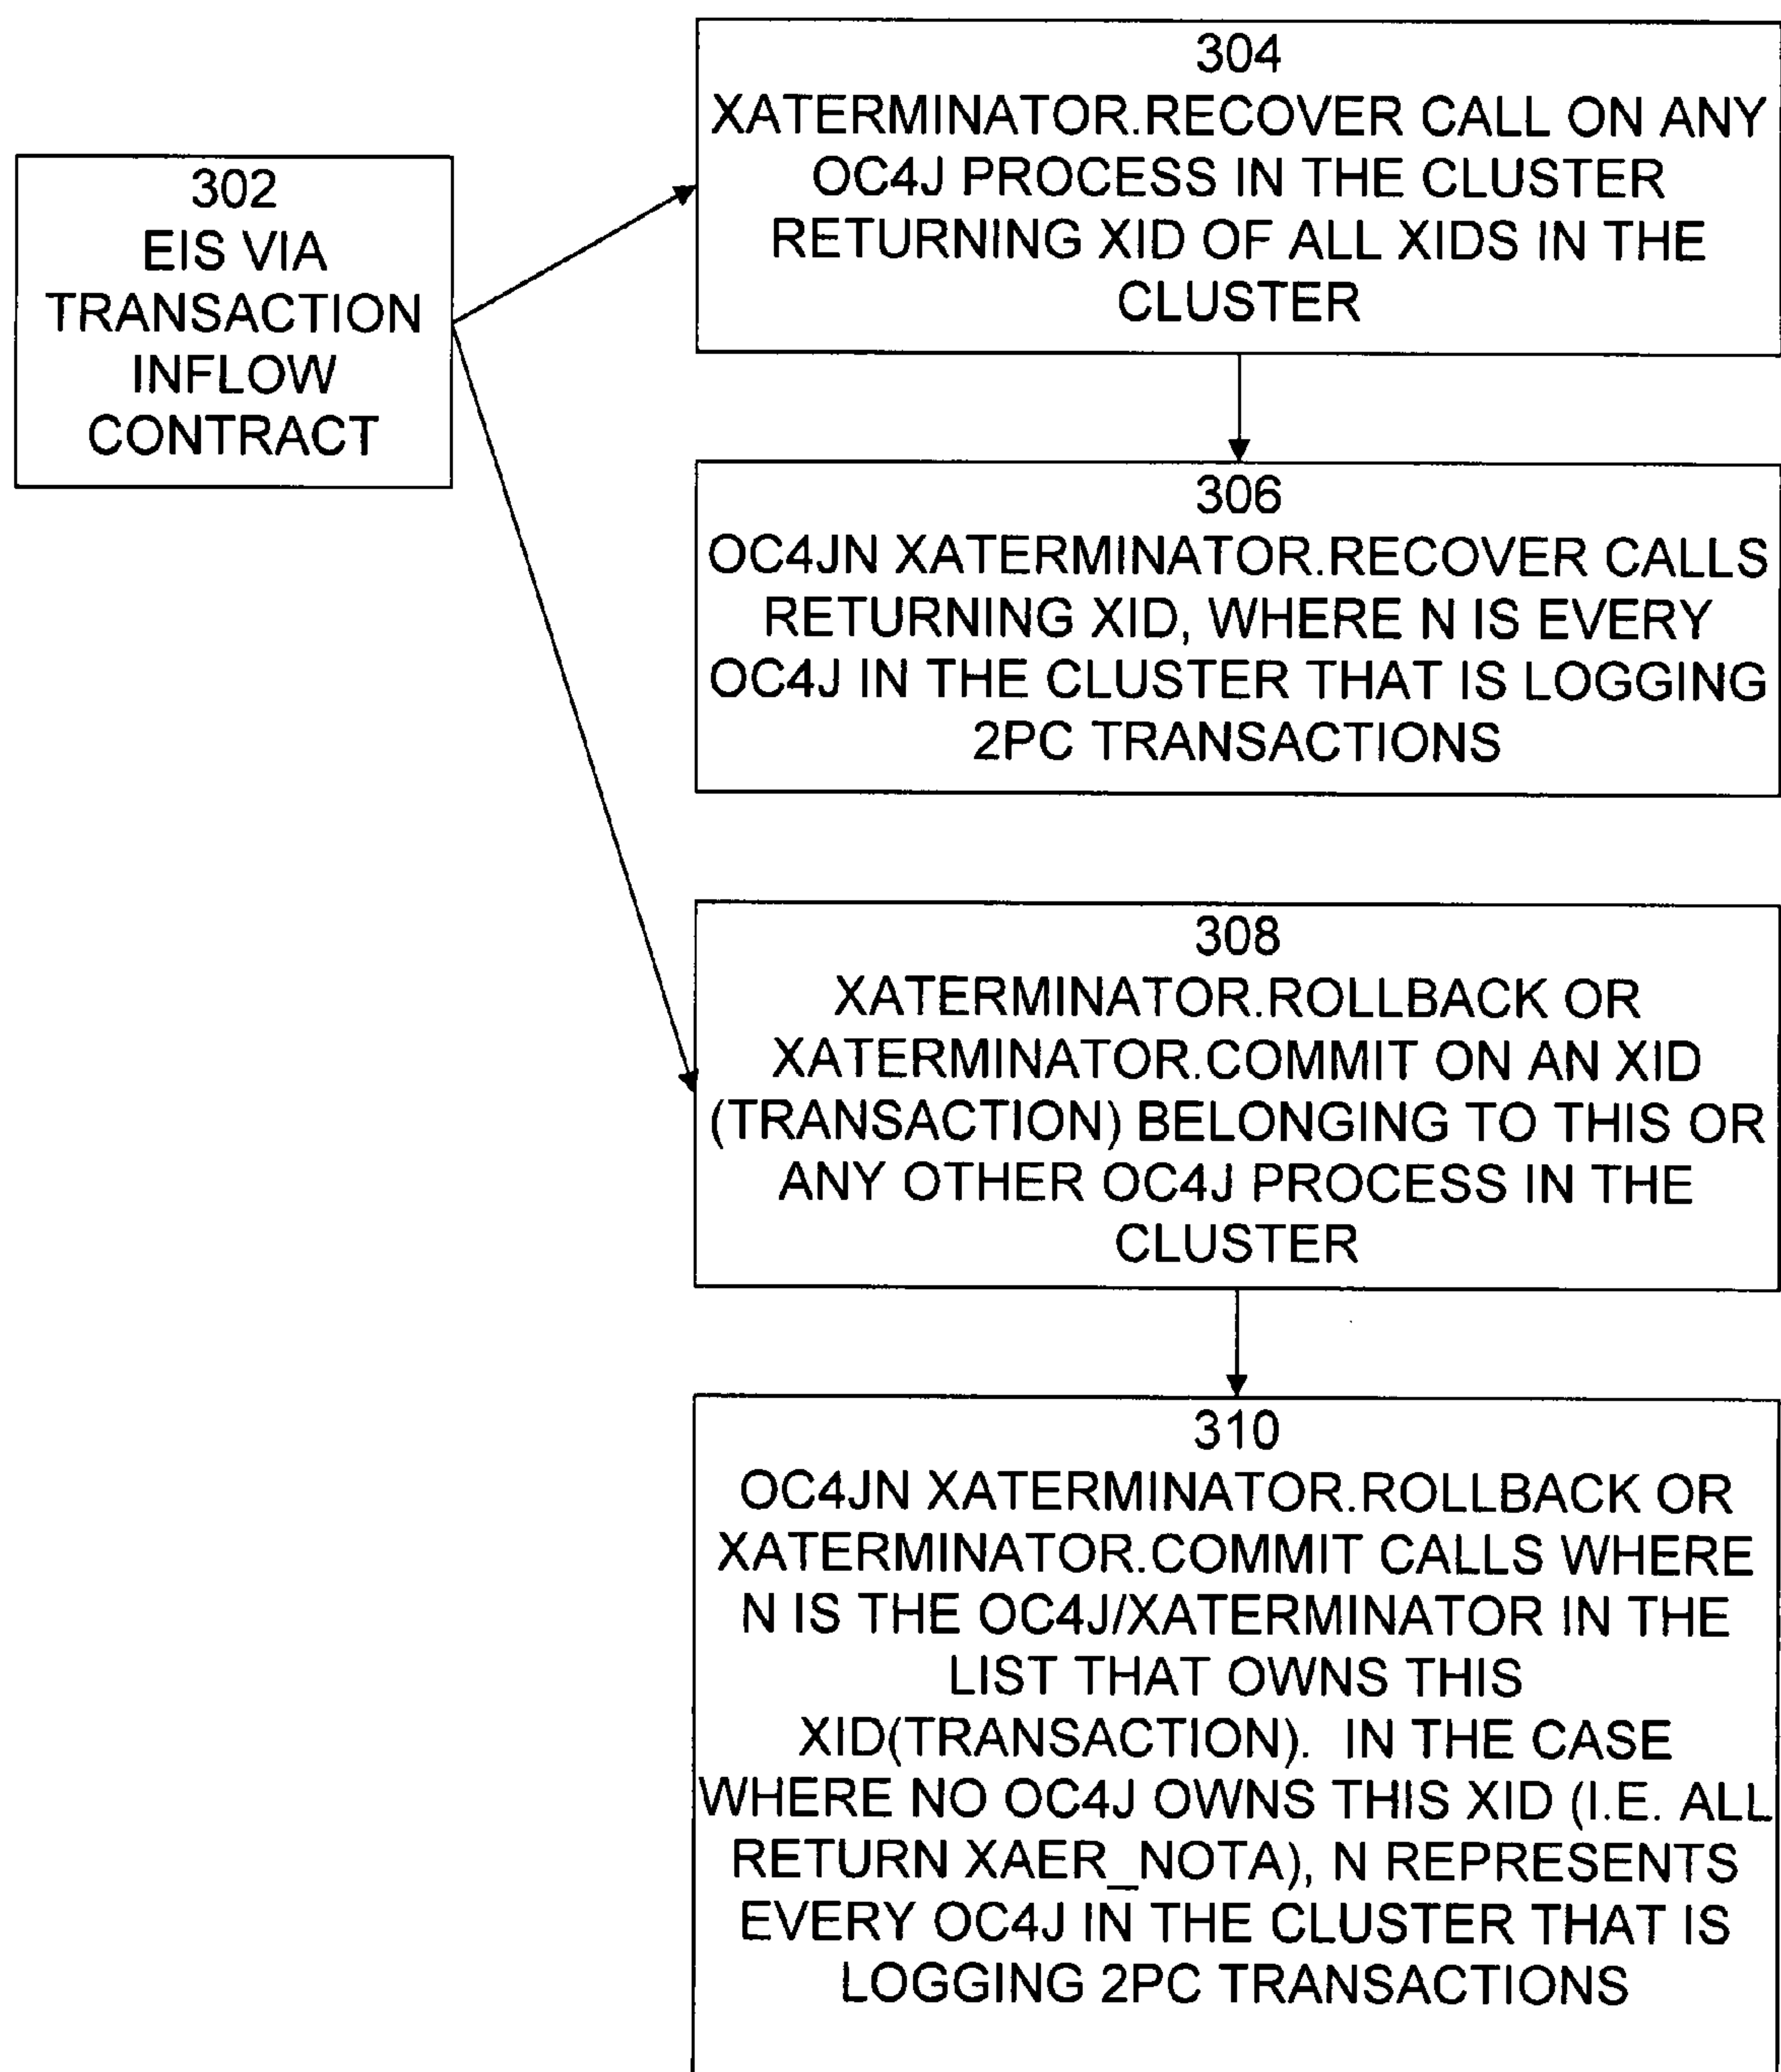 302
EIS VIA
TRANSACTION
INFLOW
CONTRACT
304
XATERMINATOR.RECOVER CALL ON ANY
OC4J PROCESS IN THE CLUSTER
RETURNING XID OF ALL XIDS IN THE
CLUSTER
306
OC4JN XATERMINATOR.RECOVER CALLS
RETURNING XID, WHERE N IS EVERY
OC4J IN THE CLUSTER THAT IS LOGGING
2PC TRANSACTIONS
308
XATERMINATOR.ROLLBACK OR
XATERMINATOR.COMMIT ON AN XID
(TRANSACTION) BELONGING TO THIS OR
ANY OTHER OC4J PROCESS IN THE
CLUSTER
310
OC4JN XATERMINATOR.ROLLBACK OR
XATERMINATOR.COMMIT CALLS WHERE
N IS THE OC4J/XATERMINATOR IN THE
LIST THAT OWNS THIS
XID(TRANSACTION). IN THE CASE
WHERE NO OC4J OWNS THIS XID (I.E. ALL
RETURN XAER_NOTA), N REPRESENTS
EVERY OC4J IN THE CLUSTER THAT IS
LOGGING 2PC TRANSACTIONS